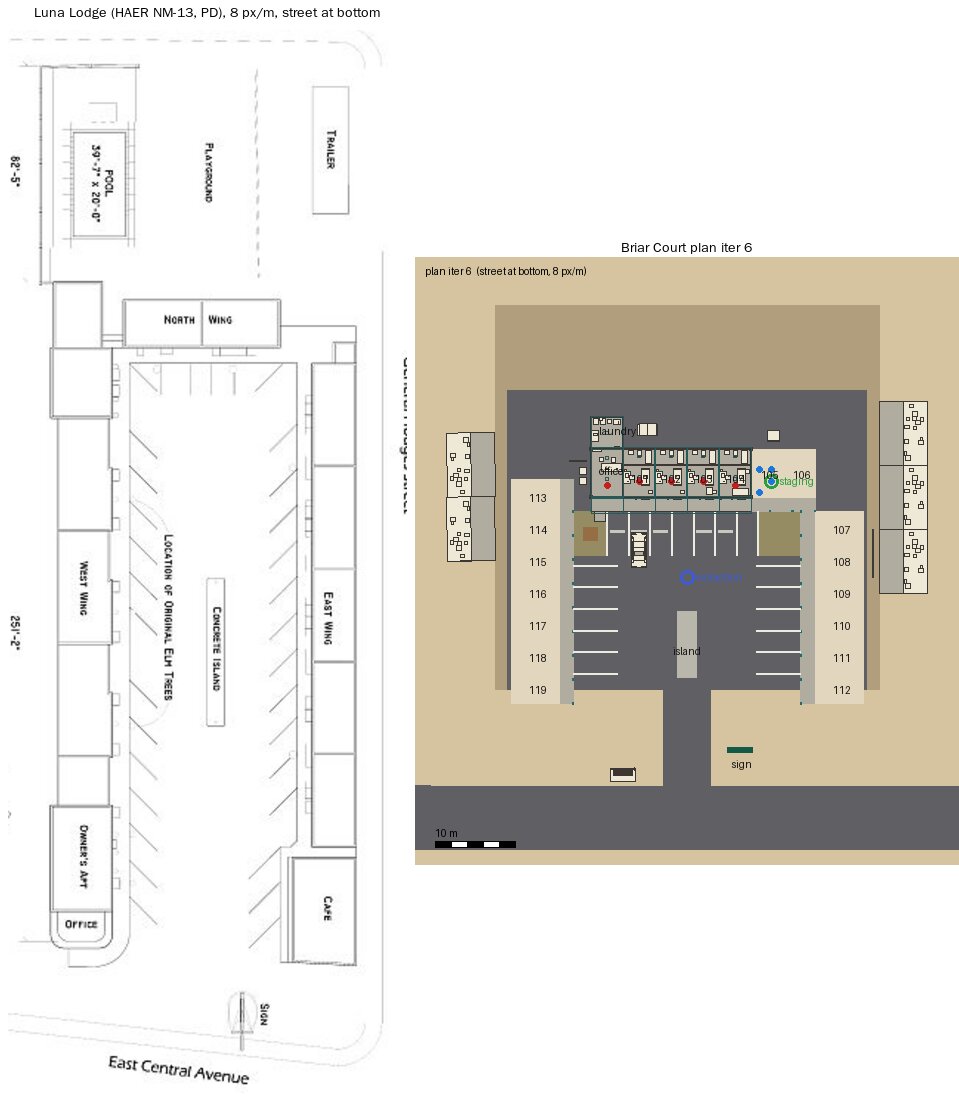 Luna Lodge (HAER NM-13, PD), 8 px/m, street at bottom
82'-5"
POOL
39'-7" x 20'-0"
PLAYGROUND
TRAILER
NORTH WING
WEST WING
251'-2"
LOCATION OF ORIGINAL ELM TREES
CONCRETE ISLAND
EAST WING
OWNER'S APT
OFFICE
CAFE
SIGN
East Central Avenue
Briar Court plan iter 6
plan iter 6 (street at bottom, 8 px/m)
laundry
office
106
staging
113
114
115
116
117
118
119
107
108
109
110
111
112
island
sign
10 m